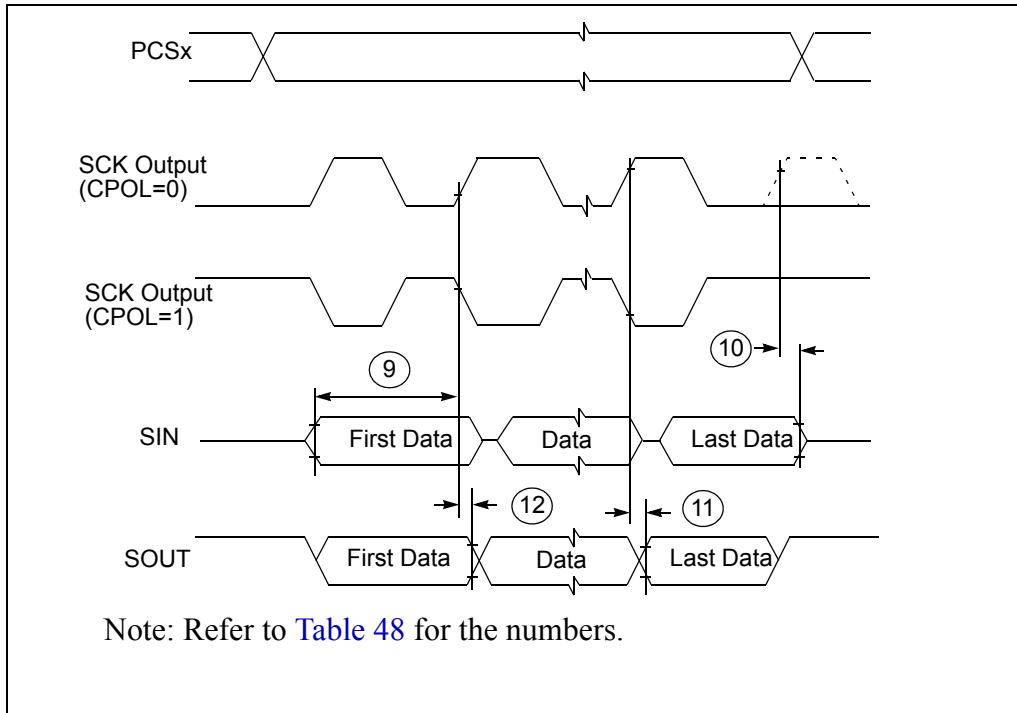 PCSx
SCK Output
(CPOL=0)
SCK Output
(CPOL=1)
10
9
SIN
First Data
Data
Last Data
12
11
SOUT
First Data
Data
Last Data
Note: Refer to Table 48 for the numbers.